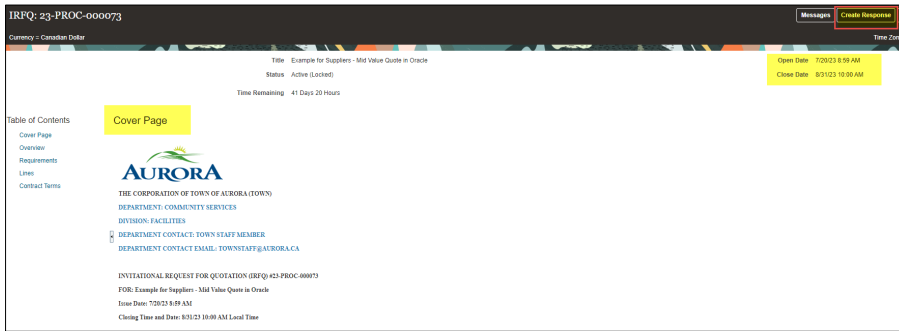 IRFQ: 23-PROC-000073
Messages
Create Response
Currency = Canadian Dollar
Time Zon
Title Example for Suppliers - Mid Value Quote in Oracle
Open Date 7/20/23 8:59 AM
Status Active (Locked)
Close Date 8/31/23 10:00 AM
Time Remaining 41 Days 20 Hours
Table of Contents
Cover Page
Overview
Requirements
Lines
Contract Terms
Cover Page
AURORA
THE CORPORATION OF TOWN OF AURORA (TOWN)
DEPARTMENT: COMMUNITY SERVICES
DIVISION: FACILITIES
DEPARTMENT CONTACT: TOWN STAFF MEMBER
DEPARTMENT CONTACT EMAIL: TOWNSTAFF@AURORA.CA
INVITATIONAL REQUEST FOR QUOTATION (IRFQ) #23-PROC-000073
FOR: Example for Suppliers - Mid Value Quote in Oracle
Issue Date: 7/20/23 8:59 AM
Closing Time and Date: 8/31/23 10:00 AM Local Time